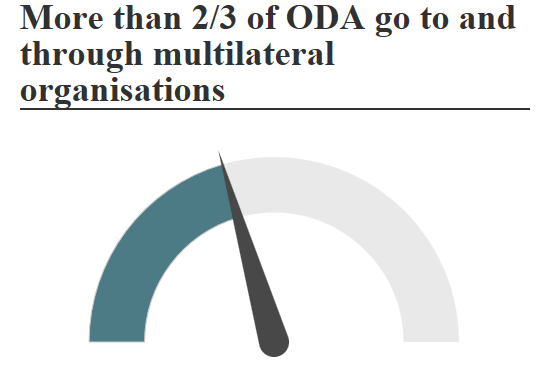 More than 2/3 of ODA go to and
through multilateral
organisations